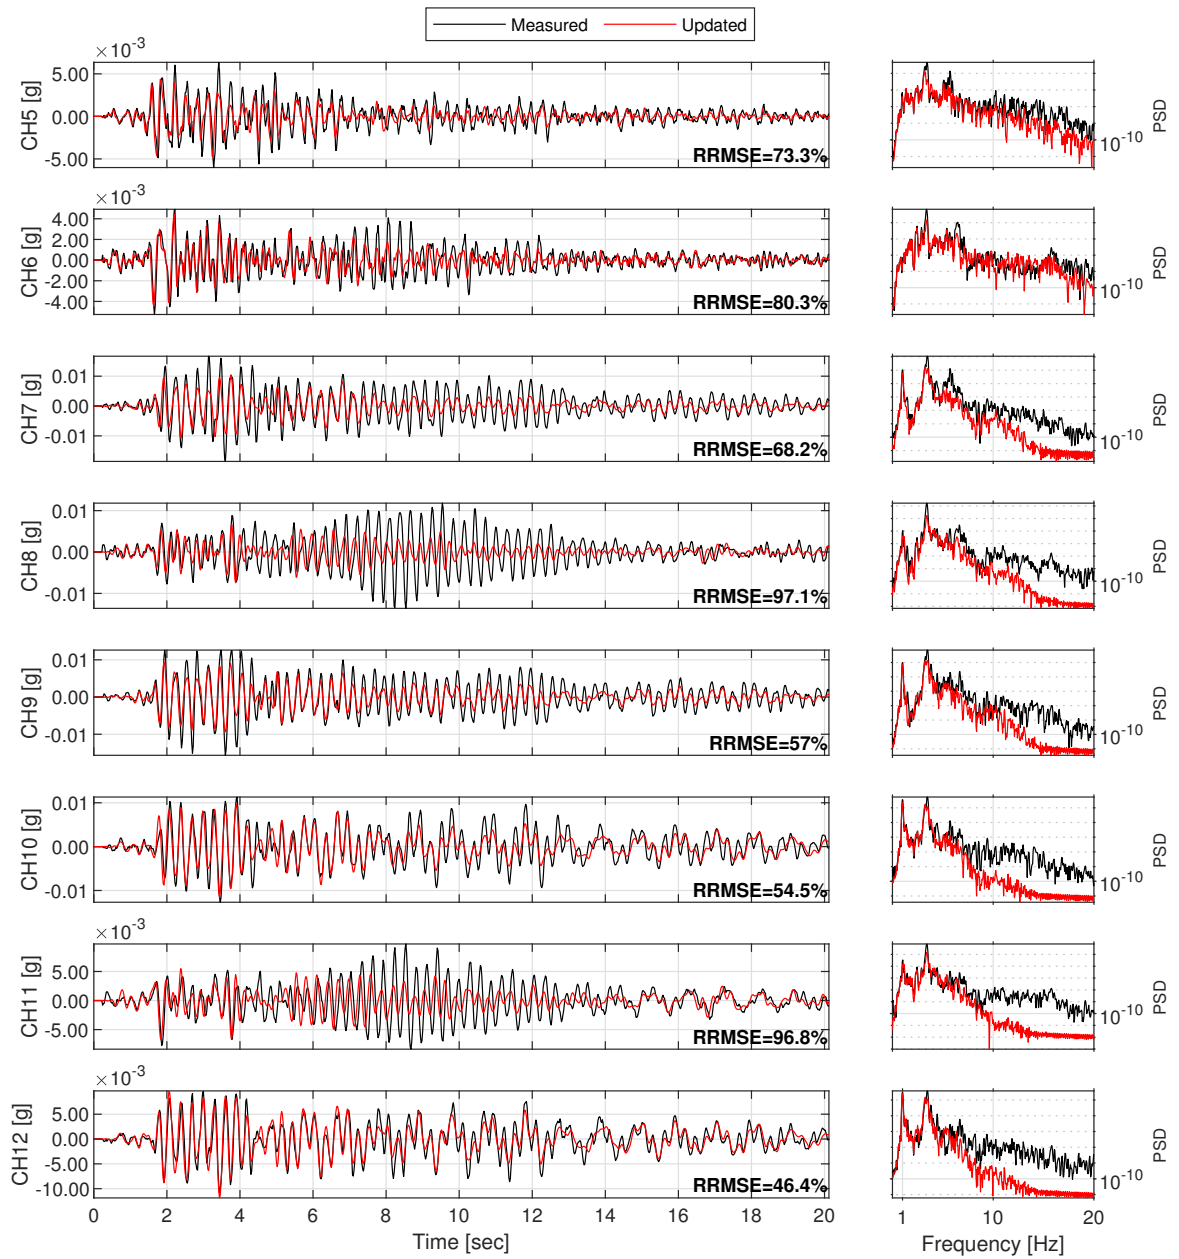 Measured Updated
×10⁻³
5.00
0.00
-5.00
CH5 [g]
RRMSE=73.3%
10⁻¹⁰
PSD
×10⁻³
4.00
2.00
0.00
-2.00
-4.00
CH6 [g]
RRMSE=80.3%
10⁻¹⁰
PSD
0.01
0.00
-0.01
CH7 [g]
RRMSE=68.2%
10⁻¹⁰
PSD
0.01
0.00
-0.01
CH8 [g]
RRMSE=97.1%
10⁻¹⁰
PSD
0.01
0.00
-0.01
CH9 [g]
RRMSE=57%
10⁻¹⁰
PSD
0.01
0.00
-0.01
CH10 [g]
RRMSE=54.5%
10⁻¹⁰
PSD
×10⁻³
5.00
0.00
-5.00
CH11 [g]
RRMSE=96.8%
10⁻¹⁰
PSD
×10⁻³
5.00
0.00
-5.00
-10.00
CH12 [g]
RRMSE=46.4%
10⁻¹⁰
PSD
0 2 4 6 8 10 12 14 16 18 20
Time [sec]
1 10 20
Frequency [Hz]